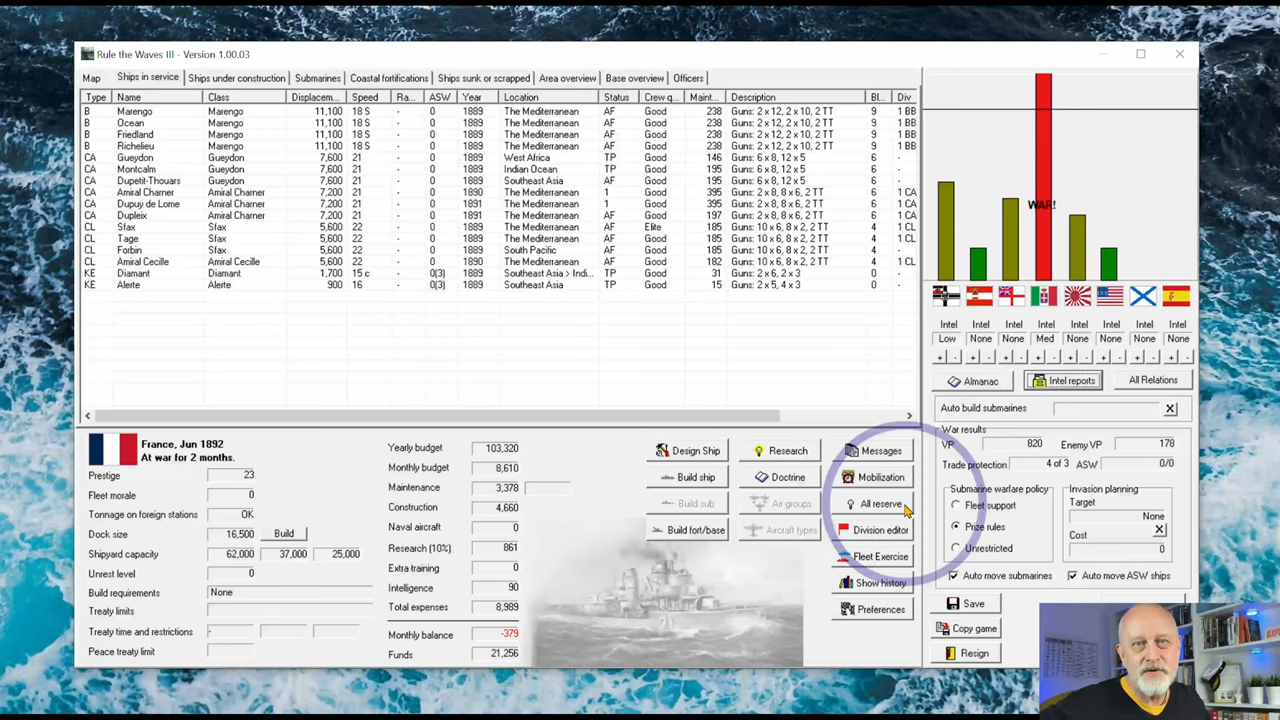 Rule the Waves III - Version 1.00.03
Map Ships in service Ships under construction Submarines Coastal fortifications Ships sunk or scrapped Area overview Base overview Officers
Type Name Class Displacem... Speed Ra... ASW Year Location Status Crew q... Maint... Description Bl... Div
B Marengo Marengo 11,100 18 S - 0 1889 The Mediterranean AF Good 238 Guns: 2 x 12, 2 x 10, 2 TT 9 1 BB
B Ocean Marengo 11,100 18 S - 0 1889 The Mediterranean AF Good 238 Guns: 2 x 12, 2 x 10, 2 TT 9 1 BB
B Friedland Marengo 11,100 18 S - 0 1889 The Mediterranean AF Good 238 Guns: 2 x 12, 2 x 10, 2 TT 9 1 BB
B Richelieu Marengo 11,100 18 S - 0 1889 The Mediterranean AF Good 238 Guns: 2 x 12, 2 x 10, 2 TT 9 1 BB
CA Gueydon Gueydon 7,600 21 - 0 1889 West Africa TP Good 146 Guns: 6 x 8, 12 x 5 6 -
CA Montcalm Gueydon 7,600 21 - 0 1889 Indian Ocean TP Good 195 Guns: 6 x 8, 12 x 5 6 -
CA Dupetit-Thouars Gueydon 7,600 21 - 0 1889 Southeast Asia AF Good 195 Guns: 6 x 8, 12 x 5 6 -
CA Amiral Charner Amiral Charner 7,200 21 - 0 1890 The Mediterranean 1 Good 395 Guns: 2 x 8, 8 x 6, 2 TT 6 1 CA
CA Dupuy de Lome Amiral Charner 7,200 21 - 0 1891 The Mediterranean 1 Good 395 Guns: 2 x 8, 8 x 6, 2 TT 6 1 CA
CA Dupleix Amiral Charner 7,200 21 - 0 1891 The Mediterranean AF Good 197 Guns: 2 x 8, 8 x 6, 2 TT 6 1 CA
CL Sfax Sfax 5,600 22 - 0 1889 The Mediterranean AF Elite 185 Guns: 10 x 6, 8 x 2, 2 TT 4 1 CL
CL Tage Sfax 5,600 22 - 0 1889 The Mediterranean AF Good 185 Guns: 10 x 6, 8 x 2, 2 TT 4 1 CL
CL Forbin Sfax 5,600 22 - 0 1889 South Pacific AF Good 185 Guns: 10 x 6, 8 x 2, 2 TT 4 -
CL Amiral Cecille Amiral Cecille 5,600 22 - 0 1890 The Mediterranean AF Good 182 Guns: 10 x 6, 8 x 2, 2 TT 4 1 CL
KE Diamant Diamant 1,700 15 c - 0(3) 1889 Southeast Asia > Indi... TP Good 31 Guns: 2 x 6, 2 x 3 0 -
KE Alerte Alerte 900 16 - 0(3) 1889 Southeast Asia TP Good 15 Guns: 2 x 5, 4 x 3 0 -
WAR!
Intel Intel Intel Intel Intel Intel Intel Intel
Low None None Med None None None None
+ - + - + - + - + - + - + - + -
Almanac Intel reports All Relations
Auto build submarines X
War results
VP 820 Enemy VP 178
Trade protection 4 of 3 ASW 0/0
Submarine warfare policy
Fleet support
Prize rules
Unrestricted
Invasion planning
Target
None
Cost X
0
Auto move submarines Auto move ASW ships
Save
Copy game
Resign
France, Jun 1892
At war for 2 months.
Prestige 23
Fleet morale 0
Tonnage on foreign stations OK
Dock size 16,500 Build
Shipyard capacity 62,000 37,000 25,000
Unrest level 0
Build requirements None
Treaty limits
Treaty time and restrictions -
Peace treaty limit
Yearly budget 103,320
Monthly budget 8,610
Maintenance 3,378
Construction 4,660
Naval aircraft 0
Research (10%) 861
Extra training 0
Intelligence 90
Total expenses 8,989
Monthly balance -379
Funds 21,256
Design Ship Research Messages
Build ship Doctrine Mobilization
Build sub Air groups All reserve
Build fort/base Aircraft types Division editor
Fleet Exercise
Show history
Preferences